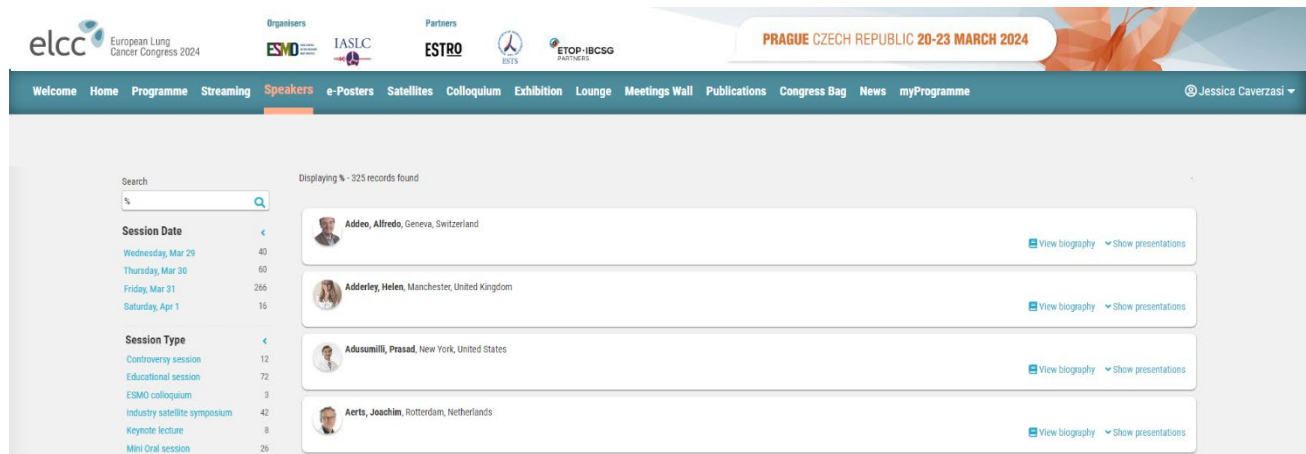 Organisers
Partners
elcc
European Lung
Cancer Congress 2024
ESMO
IASLC
ESTRO
ESTS
ETOP·IBCSG
PARTNERS
PRAGUE CZECH REPUBLIC 20-23 MARCH 2024
Welcome Home Programme Streaming Speakers e-Posters Satellites Colloquium Exhibition Lounge Meetings Wall Publications Congress Bag News myProgramme Jessica Caverzasi
Search
Displaying % - 325 records found
%
Session Date
Wednesday, Mar 29 40
Thursday, Mar 30 60
Friday, Mar 31 266
Saturday, Apr 1 16
Session Type
Controversy session 12
Educational session 72
ESMO colloquium 3
Industry satellite symposium 42
Keynote lecture 8
Mini Oral session 26
Addeo, Alfredo, Geneva, Switzerland
View biography Show presentations
Adderley, Helen, Manchester, United Kingdom
View biography Show presentations
Adusumilli, Prasad, New York, United States
View biography Show presentations
Aerts, Joachim, Rotterdam, Netherlands
View biography Show presentations